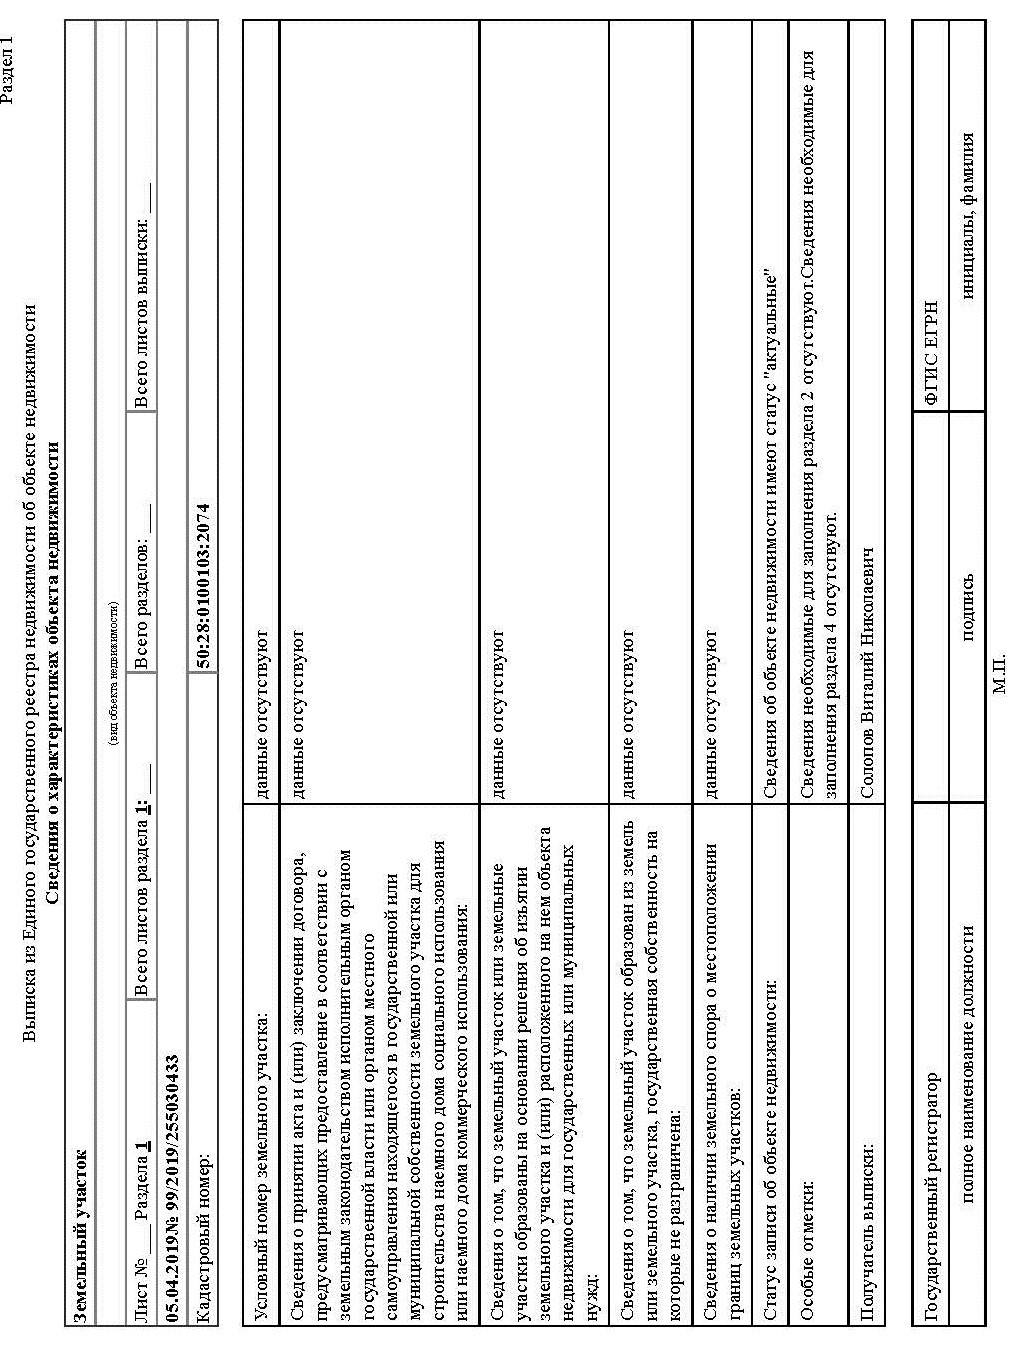 Раздел 1
Выписка из Единого государственного реестра недвижимости об объекте недвижимости
Сведения о характеристиках объекта недвижимости
Земельный участок
(вид объекта недвижимости)
Лист № ___ Раздела 1
Всего листов раздела 1: ___
Всего разделов: ___
Всего листов выписки: ___
05.04.2019№ 99/2019/255030433
Кадастровый номер:
50:28:0100103:2074
Условный номер земельного участка:
данные отсутствуют
Сведения о принятии акта и (или) заключении договора,
предусматривающих предоставление в соответствии с
земельным законодательством исполнительным органом
государственной власти или органом местного
самоуправления находящегося в государственной или
муниципальной собственности земельного участка для
строительства наемного дома социального использования
или наемного дома коммерческого использования:
данные отсутствуют
Сведения о том, что земельный участок или земельные
участки образованы на основании решения об изъятии
земельного участка и (или) расположенного на нем объекта
недвижимости для государственных или муниципальных
нужд:
данные отсутствуют
Сведения о том, что земельный участок образован из земель
или земельного участка, государственная собственность на
которые не разграничена:
данные отсутствуют
Сведения о наличии земельного спора о местоположении
границ земельных участков:
данные отсутствуют
Статус записи об объекте недвижимости:
Сведения об объекте недвижимости имеют статус "актуальные"
Особые отметки:
Сведения необходимые для заполнения раздела 2 отсутствуют.Сведения необходимые для
заполнения раздела 4 отсутствуют.
Получатель выписки:
Солопов Виталий Николаевич
Государственный регистратор
ФГИС ЕГРН
полное наименование должности
подпись
инициалы, фамилия
М.П.